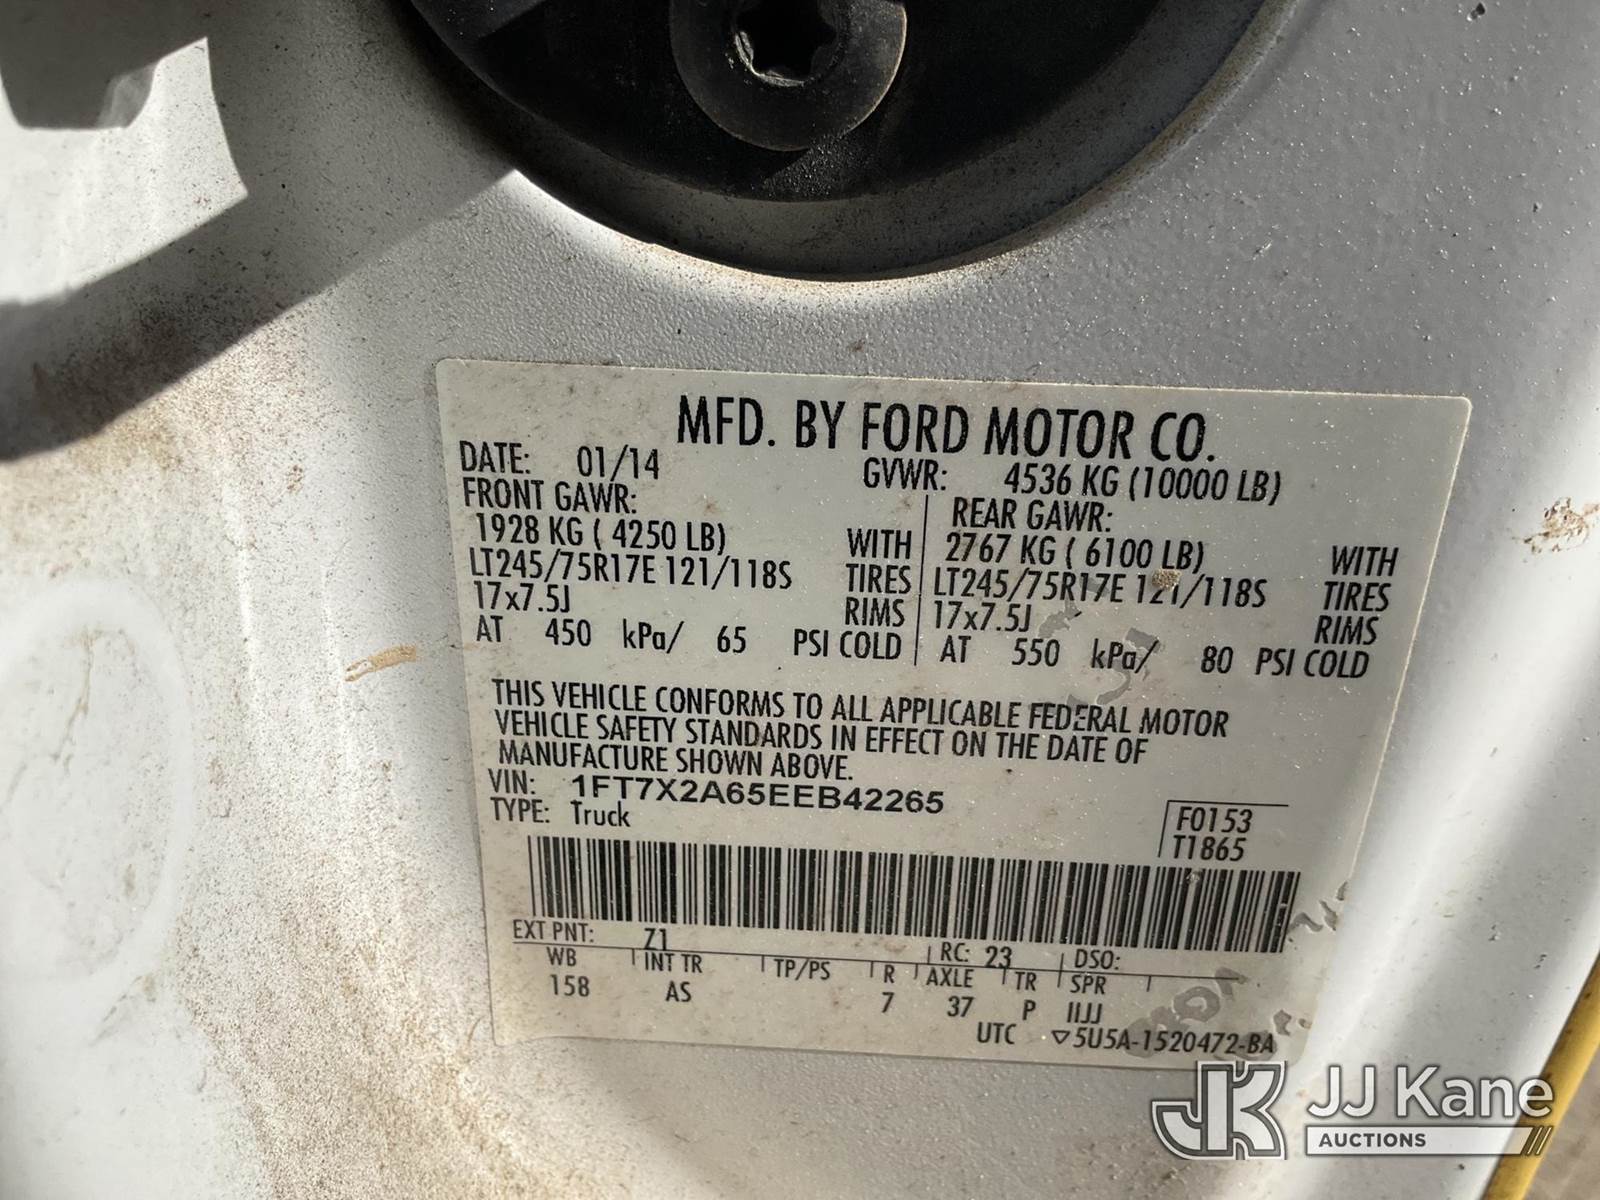 MFD. BY FORD MOTOR CO.
DATE: 01/14 GVWR: 4536 KG (10000 LB)
FRONT GAWR: REAR GAWR:
1928 KG ( 4250 LB) WITH 2767 KG ( 6100 LB) WITH
LT245/75R17E 121/118S TIRES LT245/75R17E 121/118S TIRES
17x7.5J RIMS 17x7.5J RIMS
AT 450 kPa/ 65 PSI COLD AT 550 kPa/ 80 PSI COLD
THIS VEHICLE CONFORMS TO ALL APPLICABLE FEDERAL MOTOR
VEHICLE SAFETY STANDARDS IN EFFECT ON THE DATE OF
MANUFACTURE SHOWN ABOVE.
VIN: 1FT7X2A65EEB42265
TYPE: Truck
F0153
T1865
EXT PNT: Z1 RC: 23 DSO:
WB INT TR TP/PS R AXLE TR SPR
158 AS 7 37 P IIJJ
UTC ▽5U5A-1520472-BA
JK JJ Kane
AUCTIONS